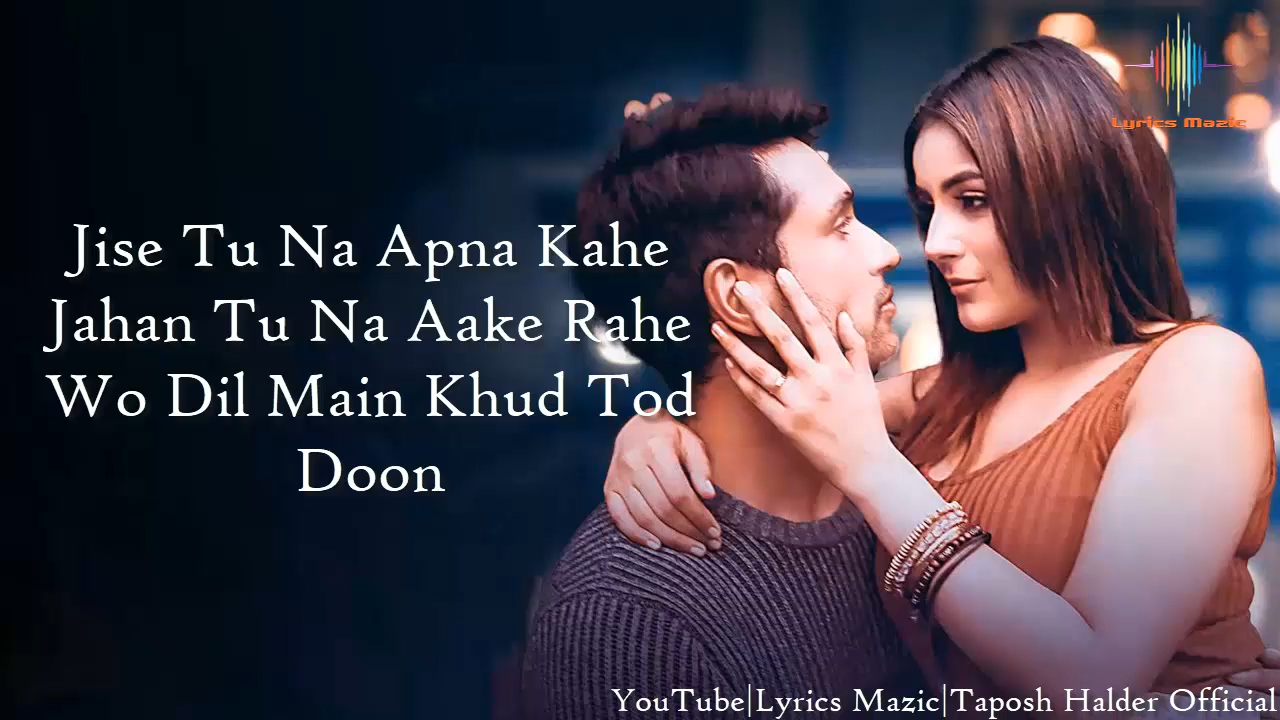 Lyrics Mazic
Jise Tu Na Apna Kahe
Jahan Tu Na Aake Rahe
Wo Dil Main Khud Tod
Doon
YouTube|Lyrics Mazic|Taposh Halder Official